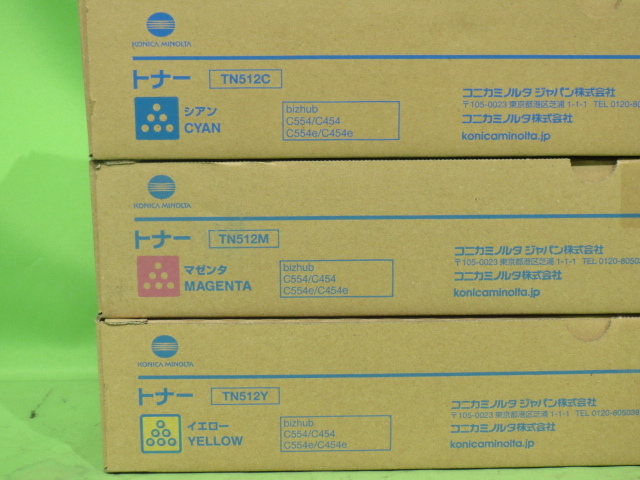 KONICA MINOLTA
トナー TN512C
シアン
CYAN
bizhub
C554/C454
C554e/C454e
コニカミノルタ ジャパン株式会社
〒105-0023 東京都港区芝浦 1-1-1 TEL 0120-80
コニカミノルタ株式会社
konicaminolta.jp
KONICA MINOLTA
トナー TN512M
マゼンタ
MAGENTA
bizhub
C554/C454
C554e/C454e
コニカミノルタ ジャパン株式会社
〒105-0023 東京都港区芝浦 1-1-1 TEL 0120-80503
コニカミノルタ株式会社
konicaminolta.jp
KONICA MINOLTA
トナー TN512Y
イエロー
YELLOW
bizhub
C554/C454
C554e/C454e
コニカミノルタ ジャパン株式会社
〒105-0023 東京都港区芝浦 1-1-1 TEL 0120-805039
コニカミノルタ株式会社
konicaminolta.jp